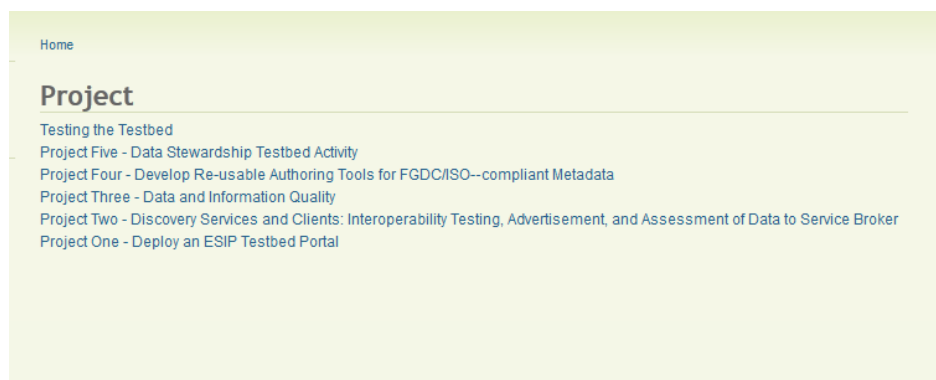 Home
Project
Testing the Testbed
Project Five - Data Stewardship Testbed Activity
Project Four - Develop Re-usable Authoring Tools for FGDC/ISO--compliant Metadata
Project Three - Data and Information Quality
Project Two - Discovery Services and Clients: Interoperability Testing, Advertisement, and Assessment of Data to Service Broker
Project One - Deploy an ESIP Testbed Portal